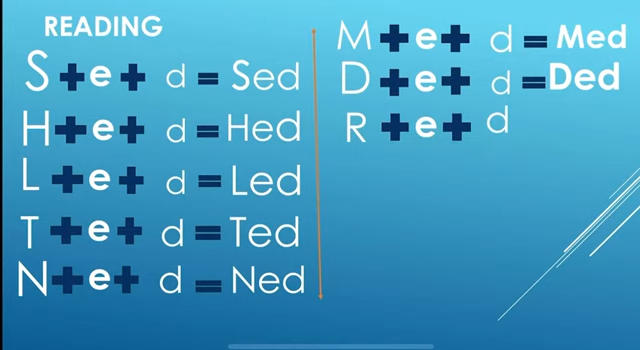 READING
S + e + d = Sed
H + e + d = Hed
L + e + d = Led
T + e + d = Ted
N + e + d = Ned
M + e + d = Med
D + e + d = Ded
R + e + d